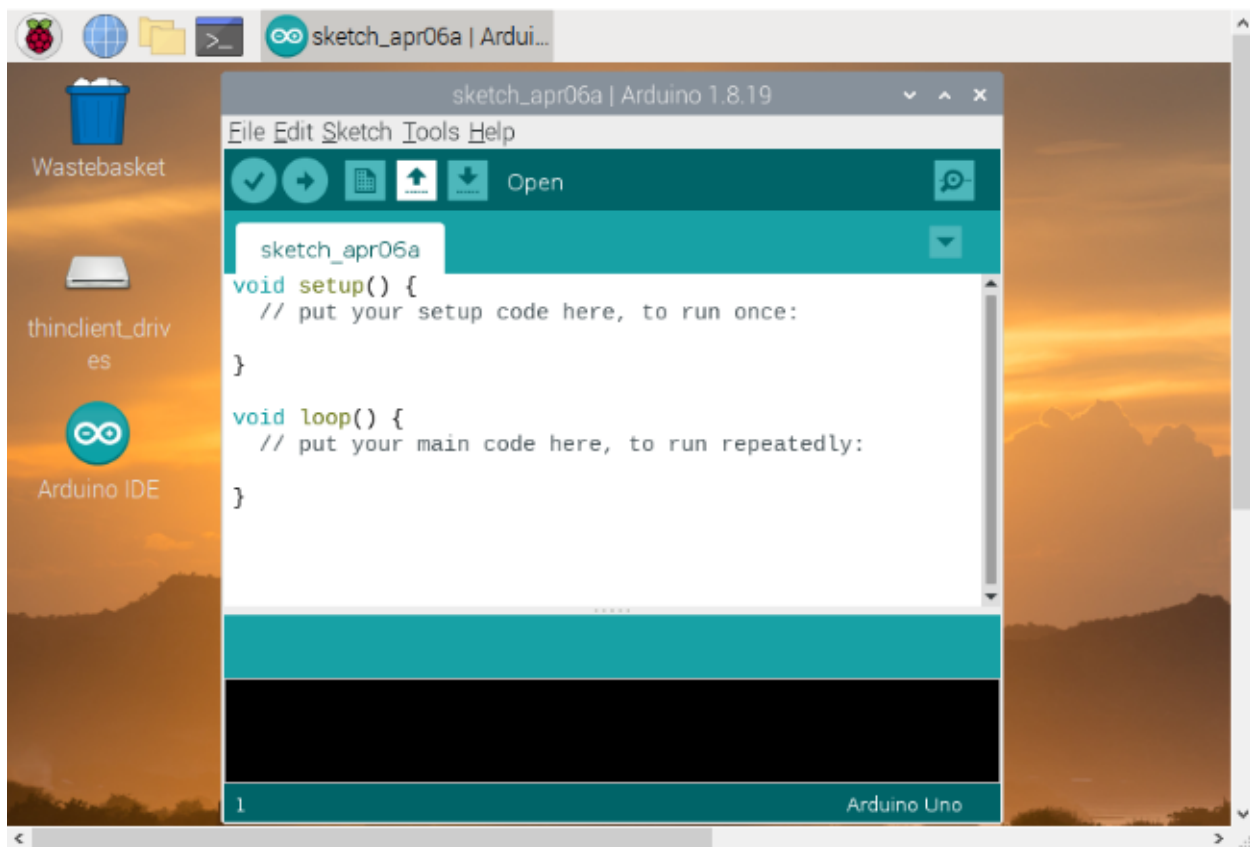 sketch_apr06a | Ardui...
Wastebasket
thinclient_driv
es
Arduino IDE
sketch_apr06a | Arduino 1.8.19
File Edit Sketch Tools Help
Open
sketch_apr06a
void setup() {
  // put your setup code here, to run once:
}
void loop() {
  // put your main code here, to run repeatedly:
}
1
Arduino Uno